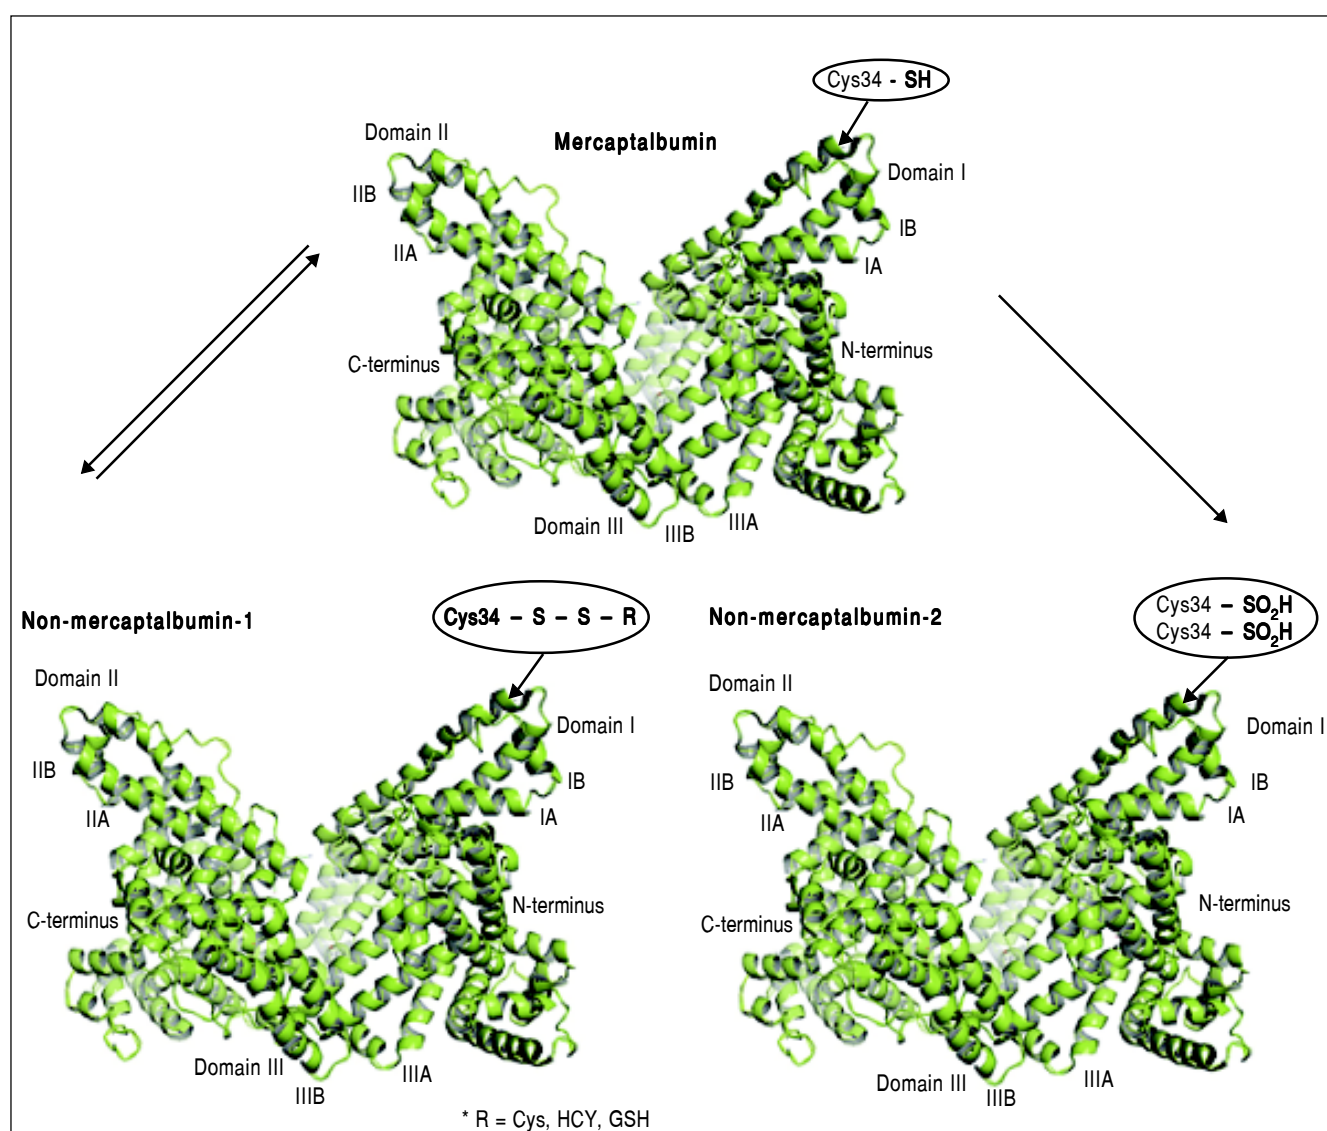 Cys34 - SH
Domain II
Mercaptalbumin
Domain I
IIB
IB
IIA
IA
C-terminus
N-terminus
Domain III
IIIB
IIIA
Non-mercaptalbumin-1
Cys34 – S – S – R
Domain II
Domain I
IIB
IB
IIA
IA
C-terminus
N-terminus
Domain III
IIIA
IIIB
* R = Cys, HCY, GSH
Non-mercaptalbumin-2
Cys34 – SO₂H
Cys34 – SO₂H
Domain II
Domain I
IIB
IB
IIA
IA
C-terminus
N-terminus
Domain III
IIIA
IIIB